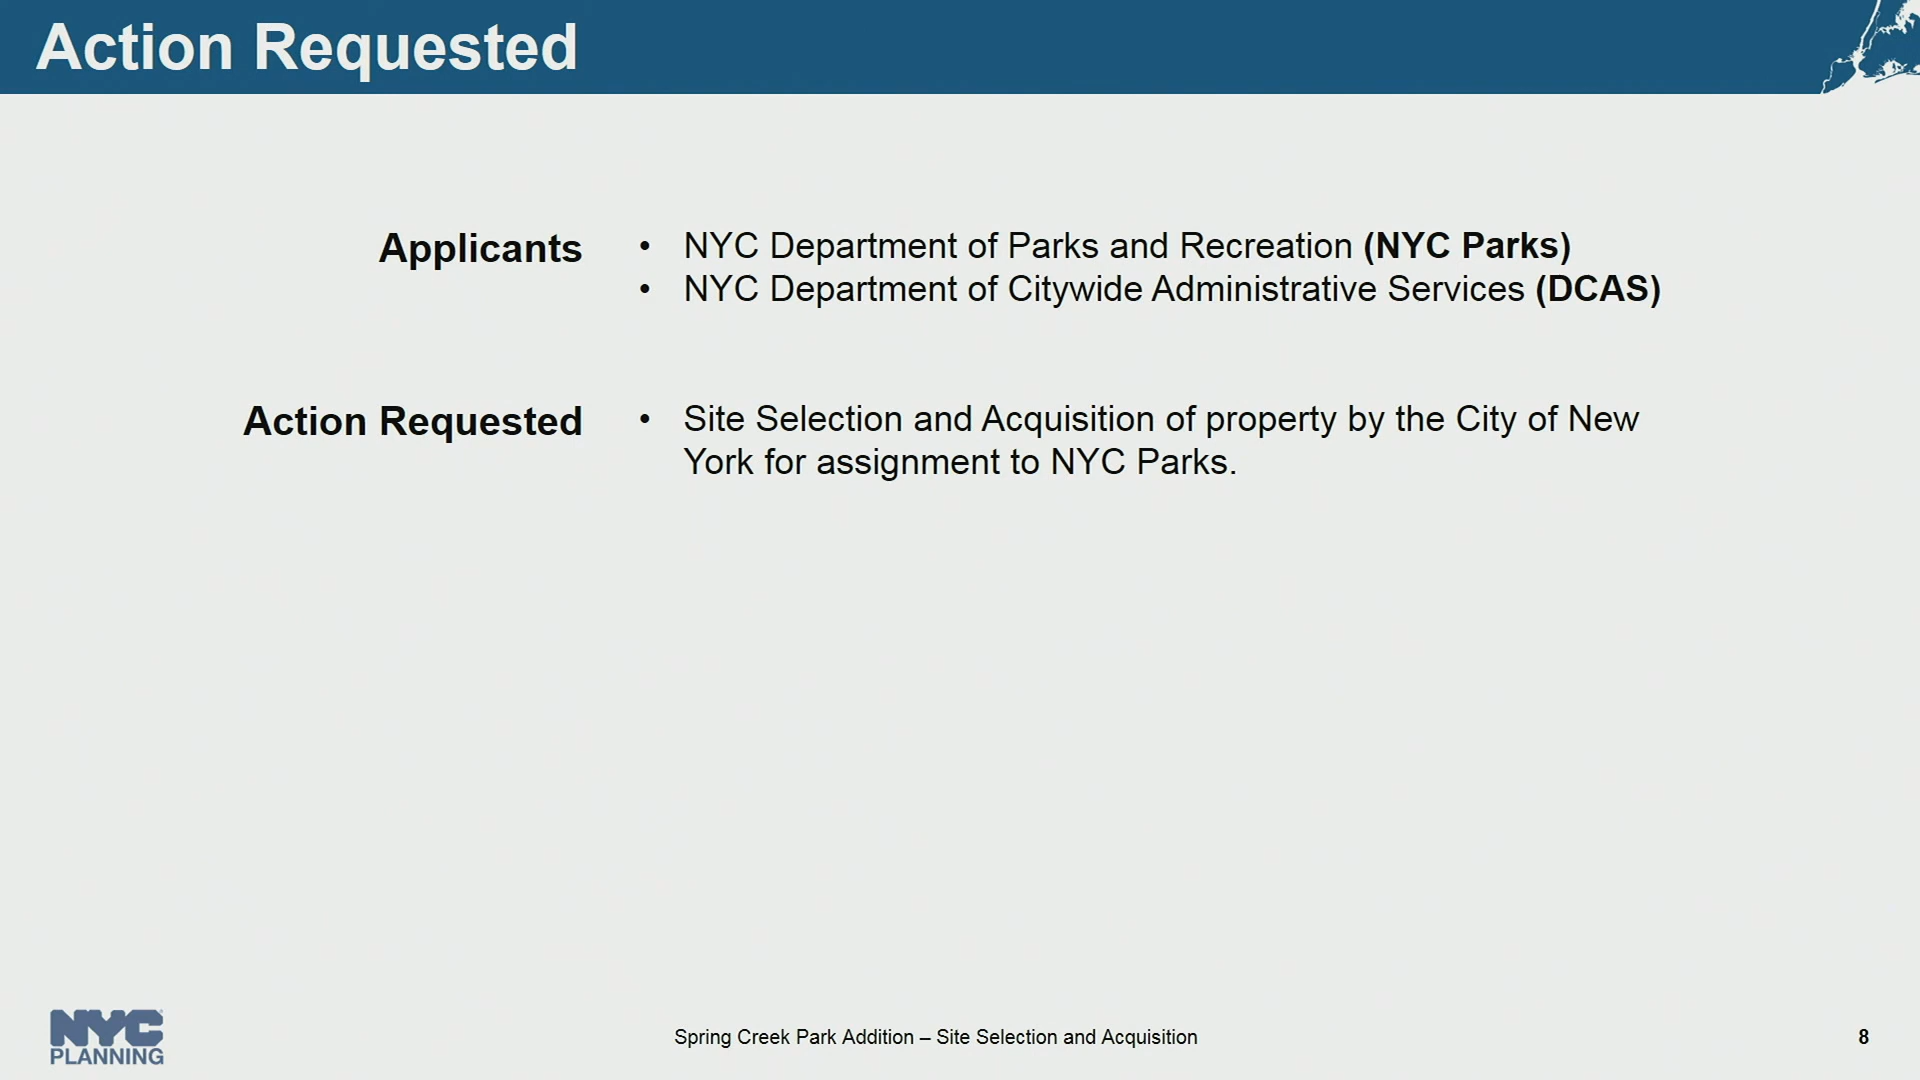 Action Requested
Applicants
• NYC Department of Parks and Recreation (NYC Parks)
• NYC Department of Citywide Administrative Services (DCAS)
Action Requested
• Site Selection and Acquisition of property by the City of New
York for assignment to NYC Parks.
NYC
PLANNING
Spring Creek Park Addition – Site Selection and Acquisition
8